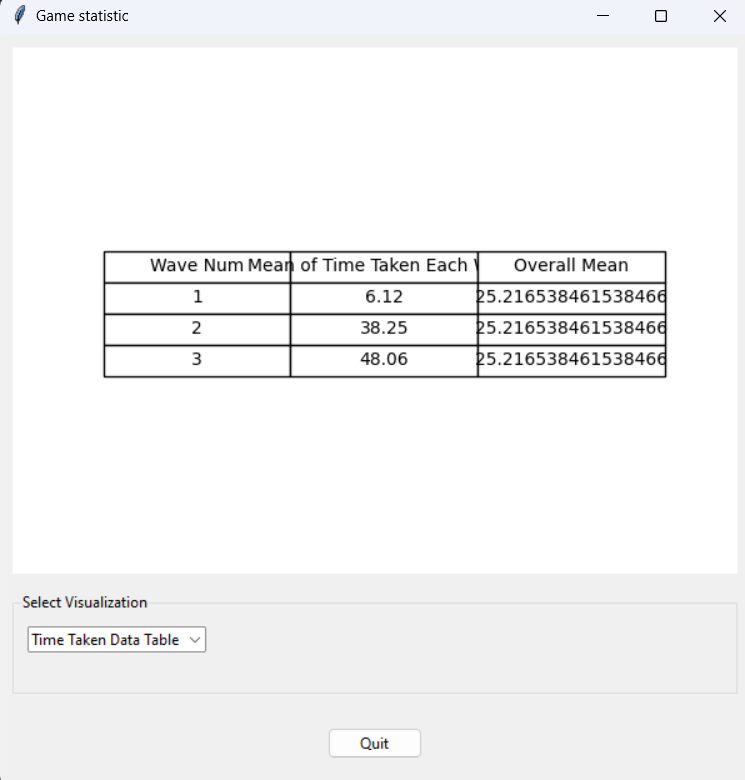 Game statistic
Wave Num Mean of Time Taken Each Overall Mean
1 6.12 25.216538461538466
2 38.25 25.216538461538466
3 48.06 25.216538461538466
Select Visualization
Time Taken Data Table
Quit